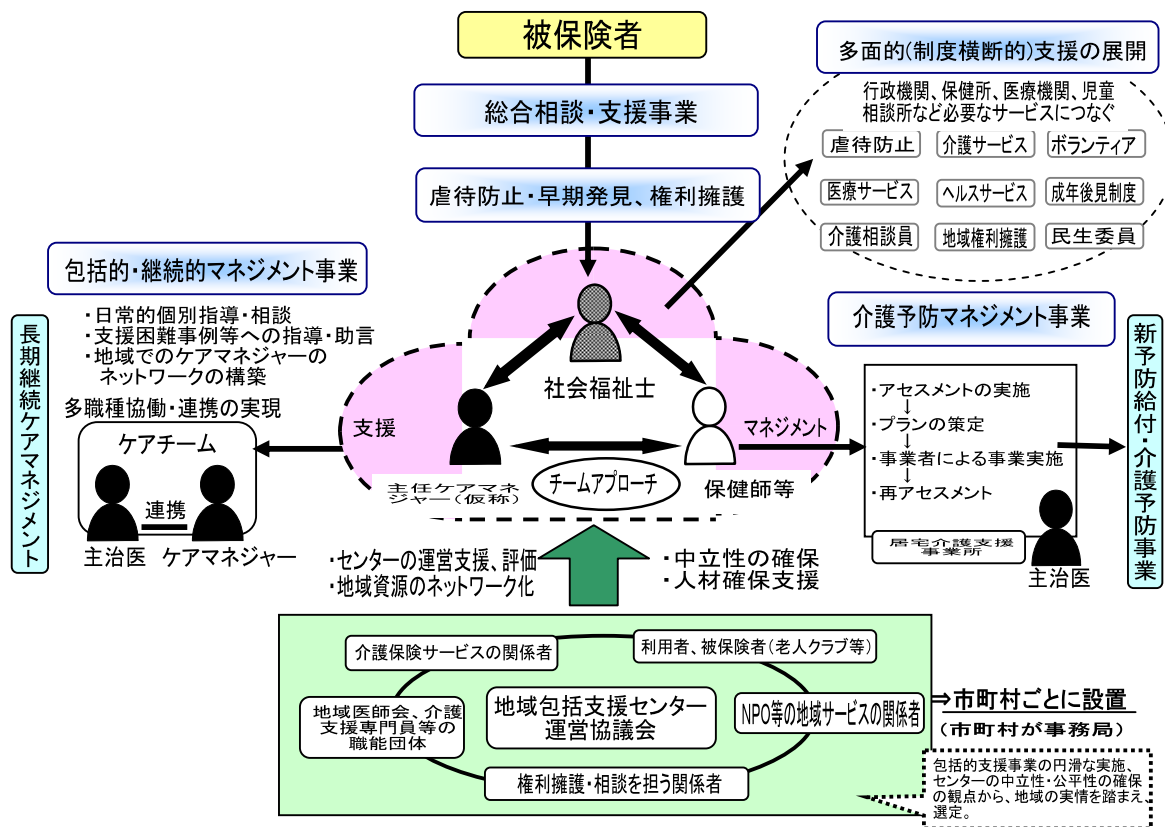 被保険者
総合相談・支援事業
虐待防止・早期発見、権利擁護
多面的(制度横断的)支援の展開
行政機関、保健所、医療機関、児童
相談所など必要なサービスにつなぐ
虐待防止
介護サービス
ボランティア
医療サービス
ヘルスサービス
成年後見制度
介護相談員
地域権利擁護
民生委員
包括的・継続的マネジメント事業
・日常的個別指導・相談
・支援困難事例等への指導・助言
・地域でのケアマネジャーの
ネットワークの構築
多職種協働・連携の実現
ケアチーム
連携
主治医
ケアマネジャー
長期継続ケアマネジメント
支援
社会福祉士
主任ケアマネ
ジャー(仮称)
チームアプローチ
保健師等
マネジメント
介護予防マネジメント事業
・アセスメントの実施
↓
・プランの策定
↓
・事業者による事業実施
↓
・再アセスメント
居宅介護支援
事業所
主治医
新予防給付・介護予防事業
・センターの運営支援、評価
・地域資源のネットワーク化
・中立性の確保
・人材確保支援
介護保険サービスの関係者
利用者、被保険者(老人クラブ等)
地域医師会、介護
支援専門員等の
職能団体
地域包括支援センター
運営協議会
NPO等の地域サービスの関係者
権利擁護・相談を担う関係者
⇒市町村ごとに設置
(市町村が事務局)
包括的支援事業の円滑な実施、
センターの中立性・公平性の確保
の観点から、地域の実情を踏まえ、
選定。